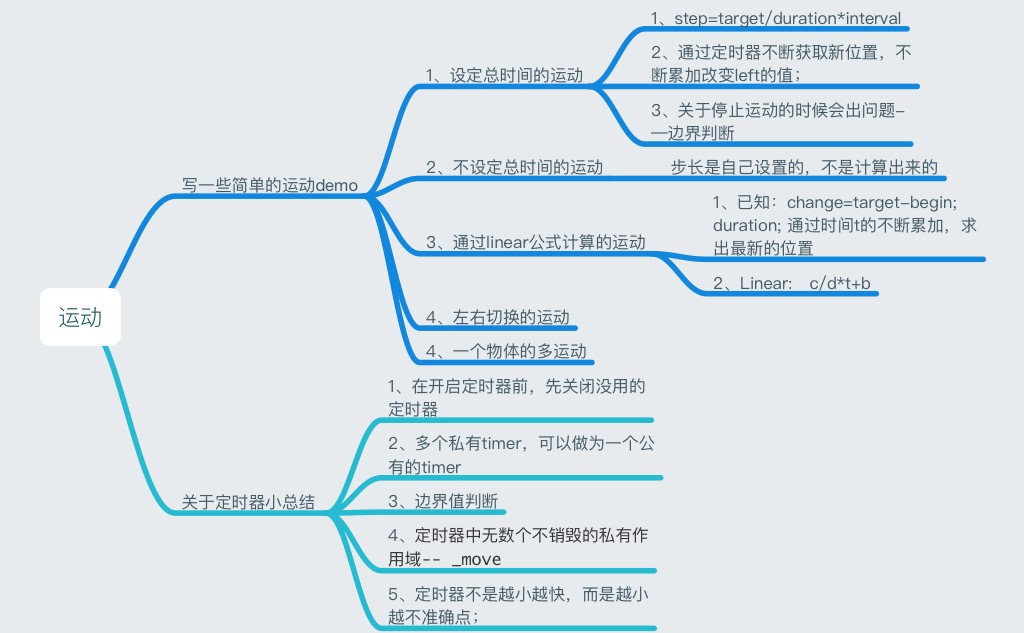 运动
写一些简单的运动demo
1、设定总时间的运动
1、step=target/duration*interval
2、通过定时器不断获取新位置，不
断累加改变left的值；
3、关于停止运动的时候会出问题-
—边界判断
2、不设定总时间的运动
步长是自己设置的，不是计算出来的
3、通过linear公式计算的运动
1、已知：change=target-begin;
duration; 通过时间t的不断累加，求
出最新的位置
2、Linear: c/d*t+b
4、左右切换的运动
4、一个物体的多运动
关于定时器小总结
1、在开启定时器前，先关闭没用的
定时器
2、多个私有timer，可以做为一个公
有的timer
3、边界值判断
4、定时器中无数个不销毁的私有作
用域-- _move
5、定时器不是越小越快，而是越小
越不准确点；